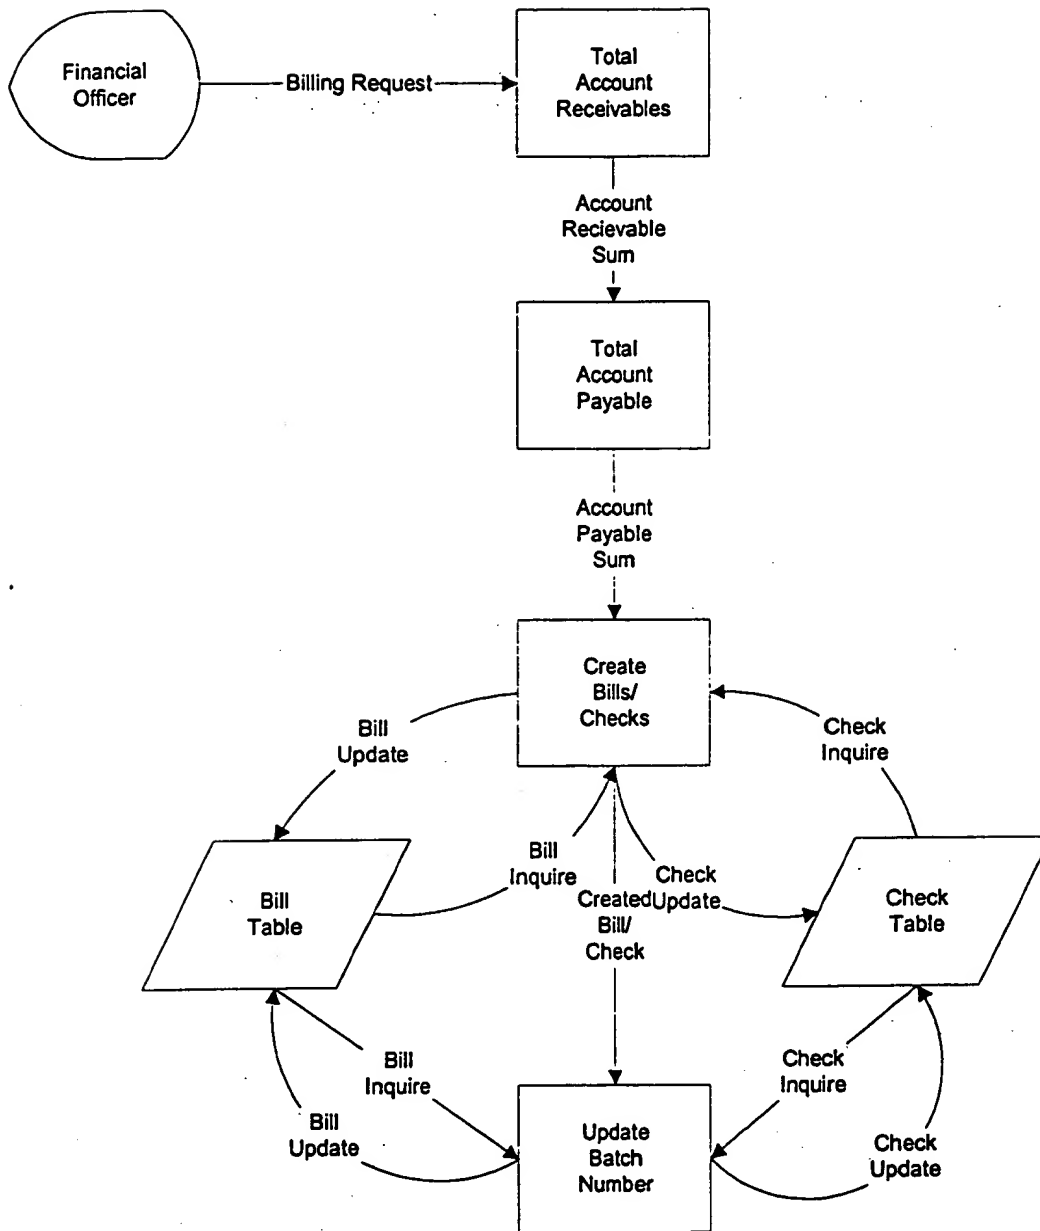 Financial
Officer
Billing Request
Total
Account
Receivables
Account
Recievable
Sum
Total
Account
Payable
Account
Payable
Sum
Create
Bills/
Checks
Bill
Update
Check
Inquire
Bill
Inquire
Check
Update
Created
Bill/
Check
Bill
Table
Check
Table
Bill
Inquire
Check
Inquire
Bill
Update
Update
Batch
Number
Check
Update